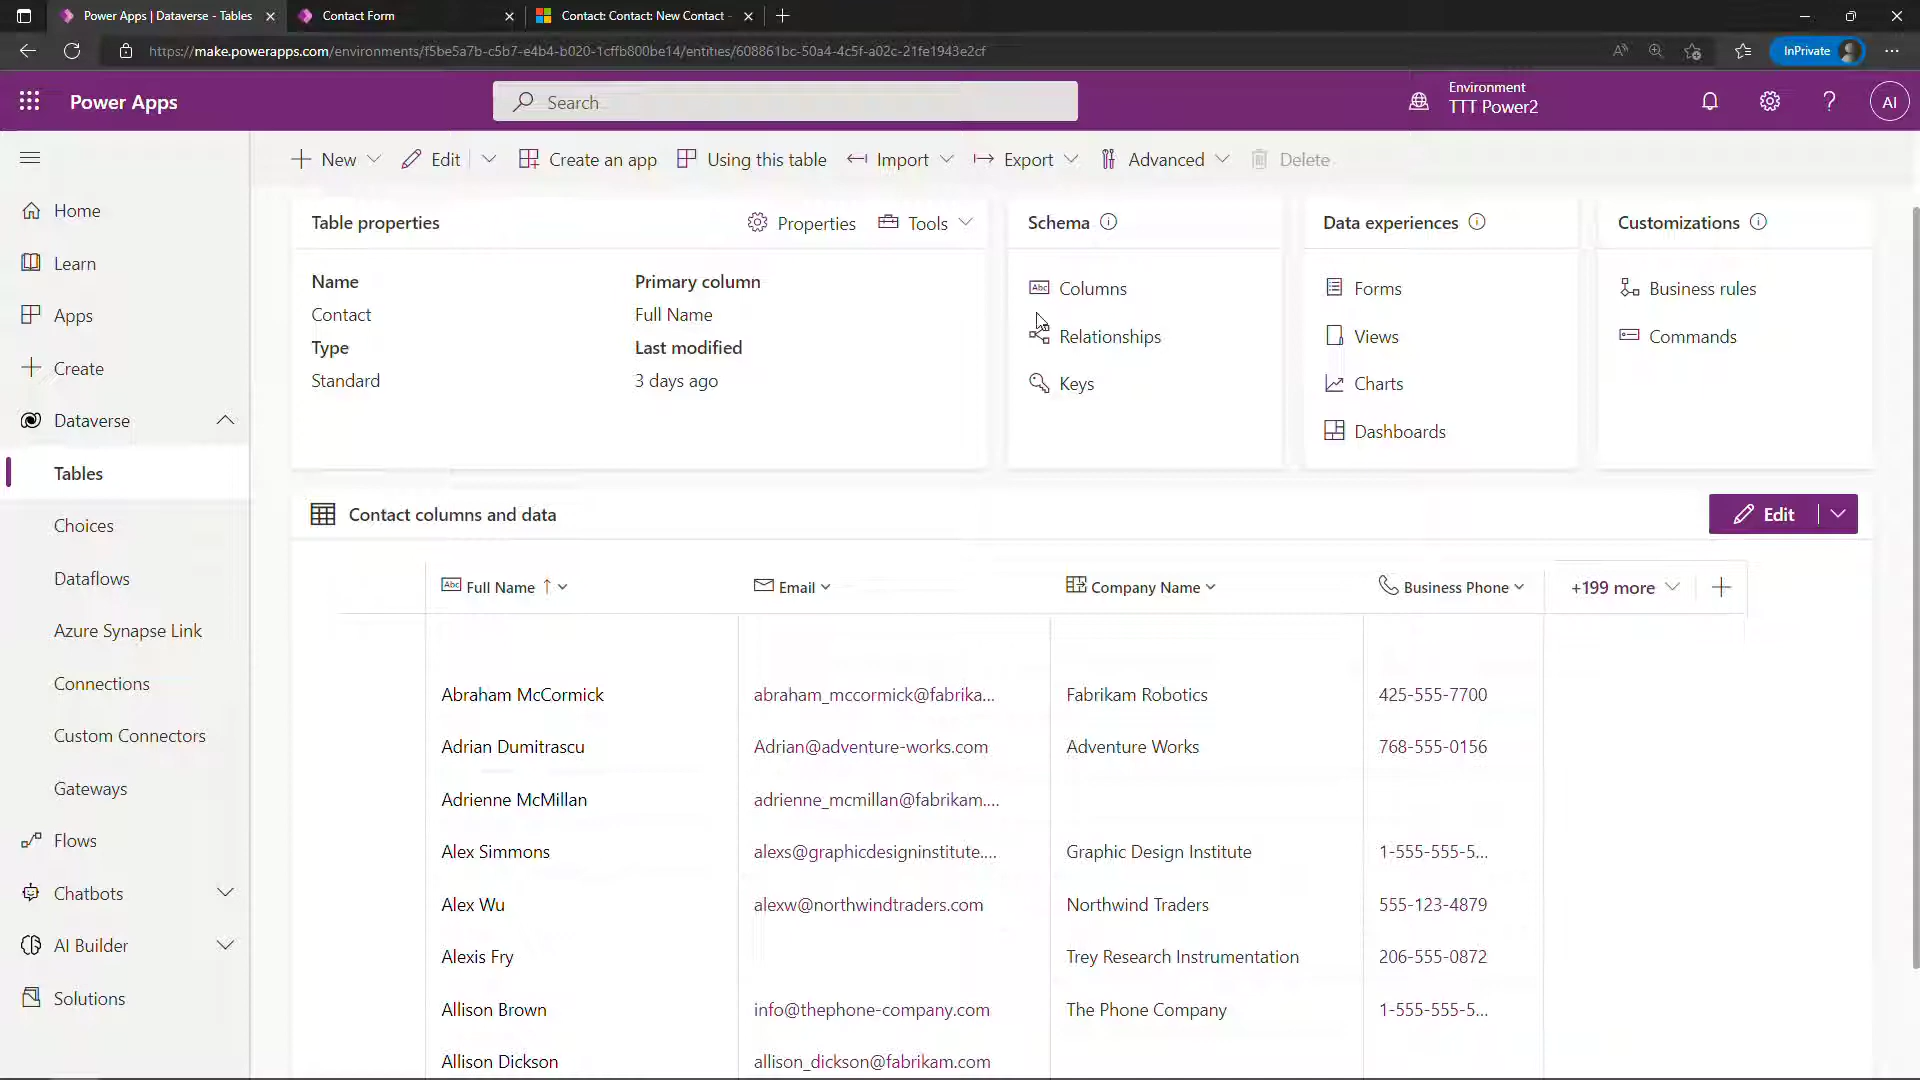 Power Apps | Dataverse - Tables
Contact Form
Contact: Contact: New Contact -
https://make.powerapps.com/environments/f5be5a7b-c5b7-e4b4-b020-1cffb800be14/entities/608861bc-50a4-4c5f-a02c-21fe1943e2cf
InPrivate
Power Apps
Search
Environment
TTT Power2
AI
New
Edit
Create an app
Using this table
Import
Export
Advanced
Delete
Home
Learn
Apps
Create
Dataverse
Tables
Choices
Dataflows
Azure Synapse Link
Connections
Custom Connectors
Gateways
Flows
Chatbots
AI Builder
Solutions
Table properties
Properties
Tools
Name
Primary column
Contact
Full Name
Type
Last modified
Standard
3 days ago
Schema
Columns
Relationships
Keys
Data experiences
Forms
Views
Charts
Dashboards
Customizations
Business rules
Commands
Contact columns and data
Edit
Full Name
Email
Company Name
Business Phone
+199 more
Abraham McCormick
abraham_mccormick@fabrika...
Fabrikam Robotics
425-555-7700
Adrian Dumitrascu
Adrian@adventure-works.com
Adventure Works
768-555-0156
Adrienne McMillan
adrienne_mcmillan@fabrikam....
Alex Simmons
alexs@graphicdesigninstitute....
Graphic Design Institute
1-555-555-5...
Alex Wu
alexw@northwindtraders.com
Northwind Traders
555-123-4879
Alexis Fry
Trey Research Instrumentation
206-555-0872
Allison Brown
info@thephone-company.com
The Phone Company
1-555-555-5...
Allison Dickson
allison_dickson@fabrikam.com